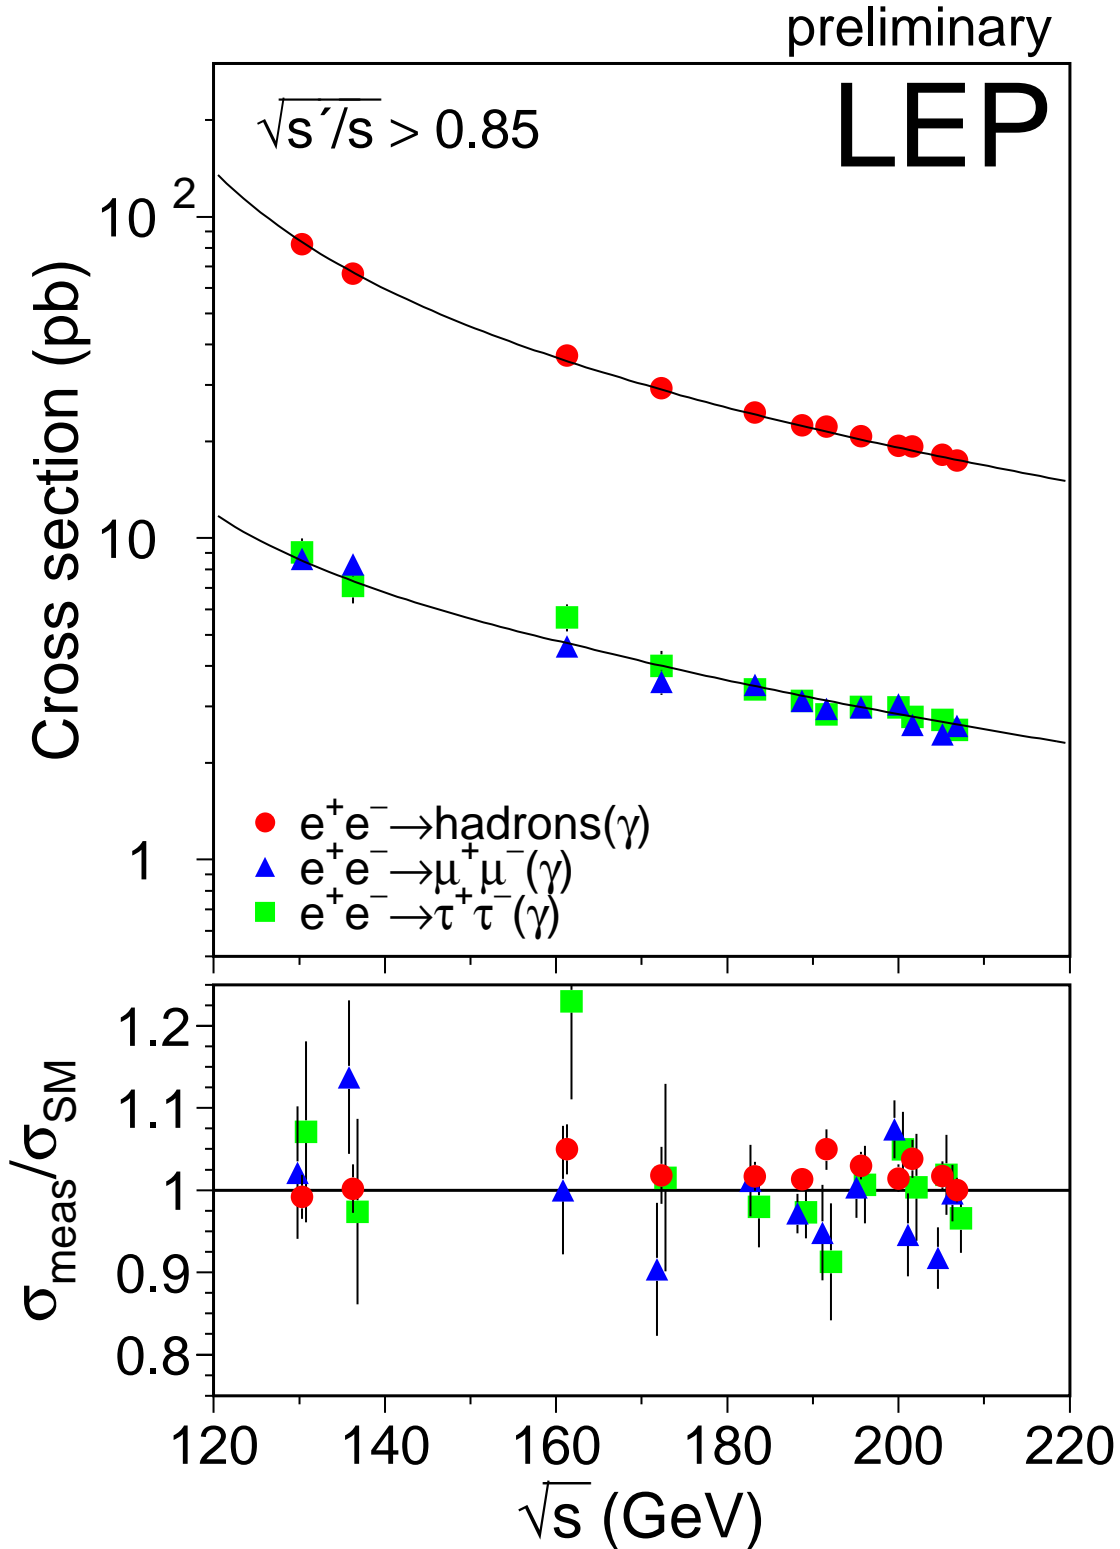 preliminary
LEP
√s´/s > 0.85
10²
10
1
Cross section (pb)
e⁺e⁻→hadrons(γ)
e⁺e⁻→μ⁺μ⁻(γ)
e⁺e⁻→τ⁺τ⁻(γ)
1.2
1.1
1
0.9
0.8
σmeas/σSM
120 140 160 180 200 220
√s (GeV)